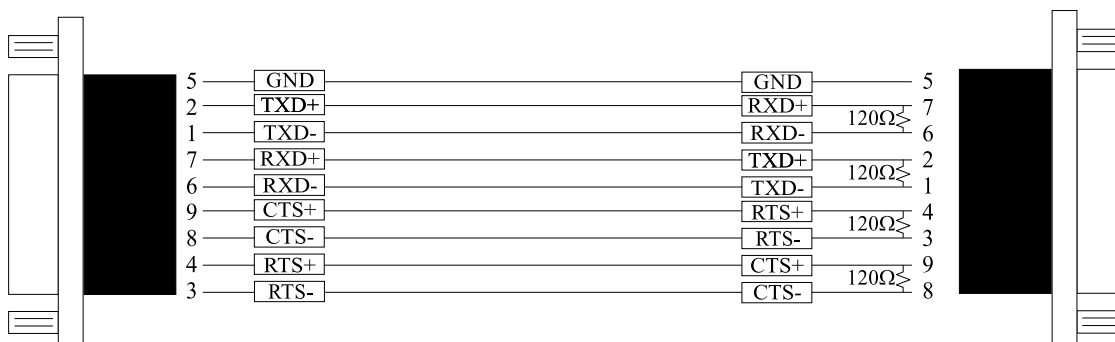 5 GND GND 5
2 TXD+ RXD+ 7
120Ω
1 TXD- RXD- 6
7 RXD+ TXD+ 2
120Ω
6 RXD- TXD- 1
9 CTS+ RTS+ 4
120Ω
8 CTS- RTS- 3
4 RTS+ CTS+ 9
120Ω
3 RTS- CTS- 8